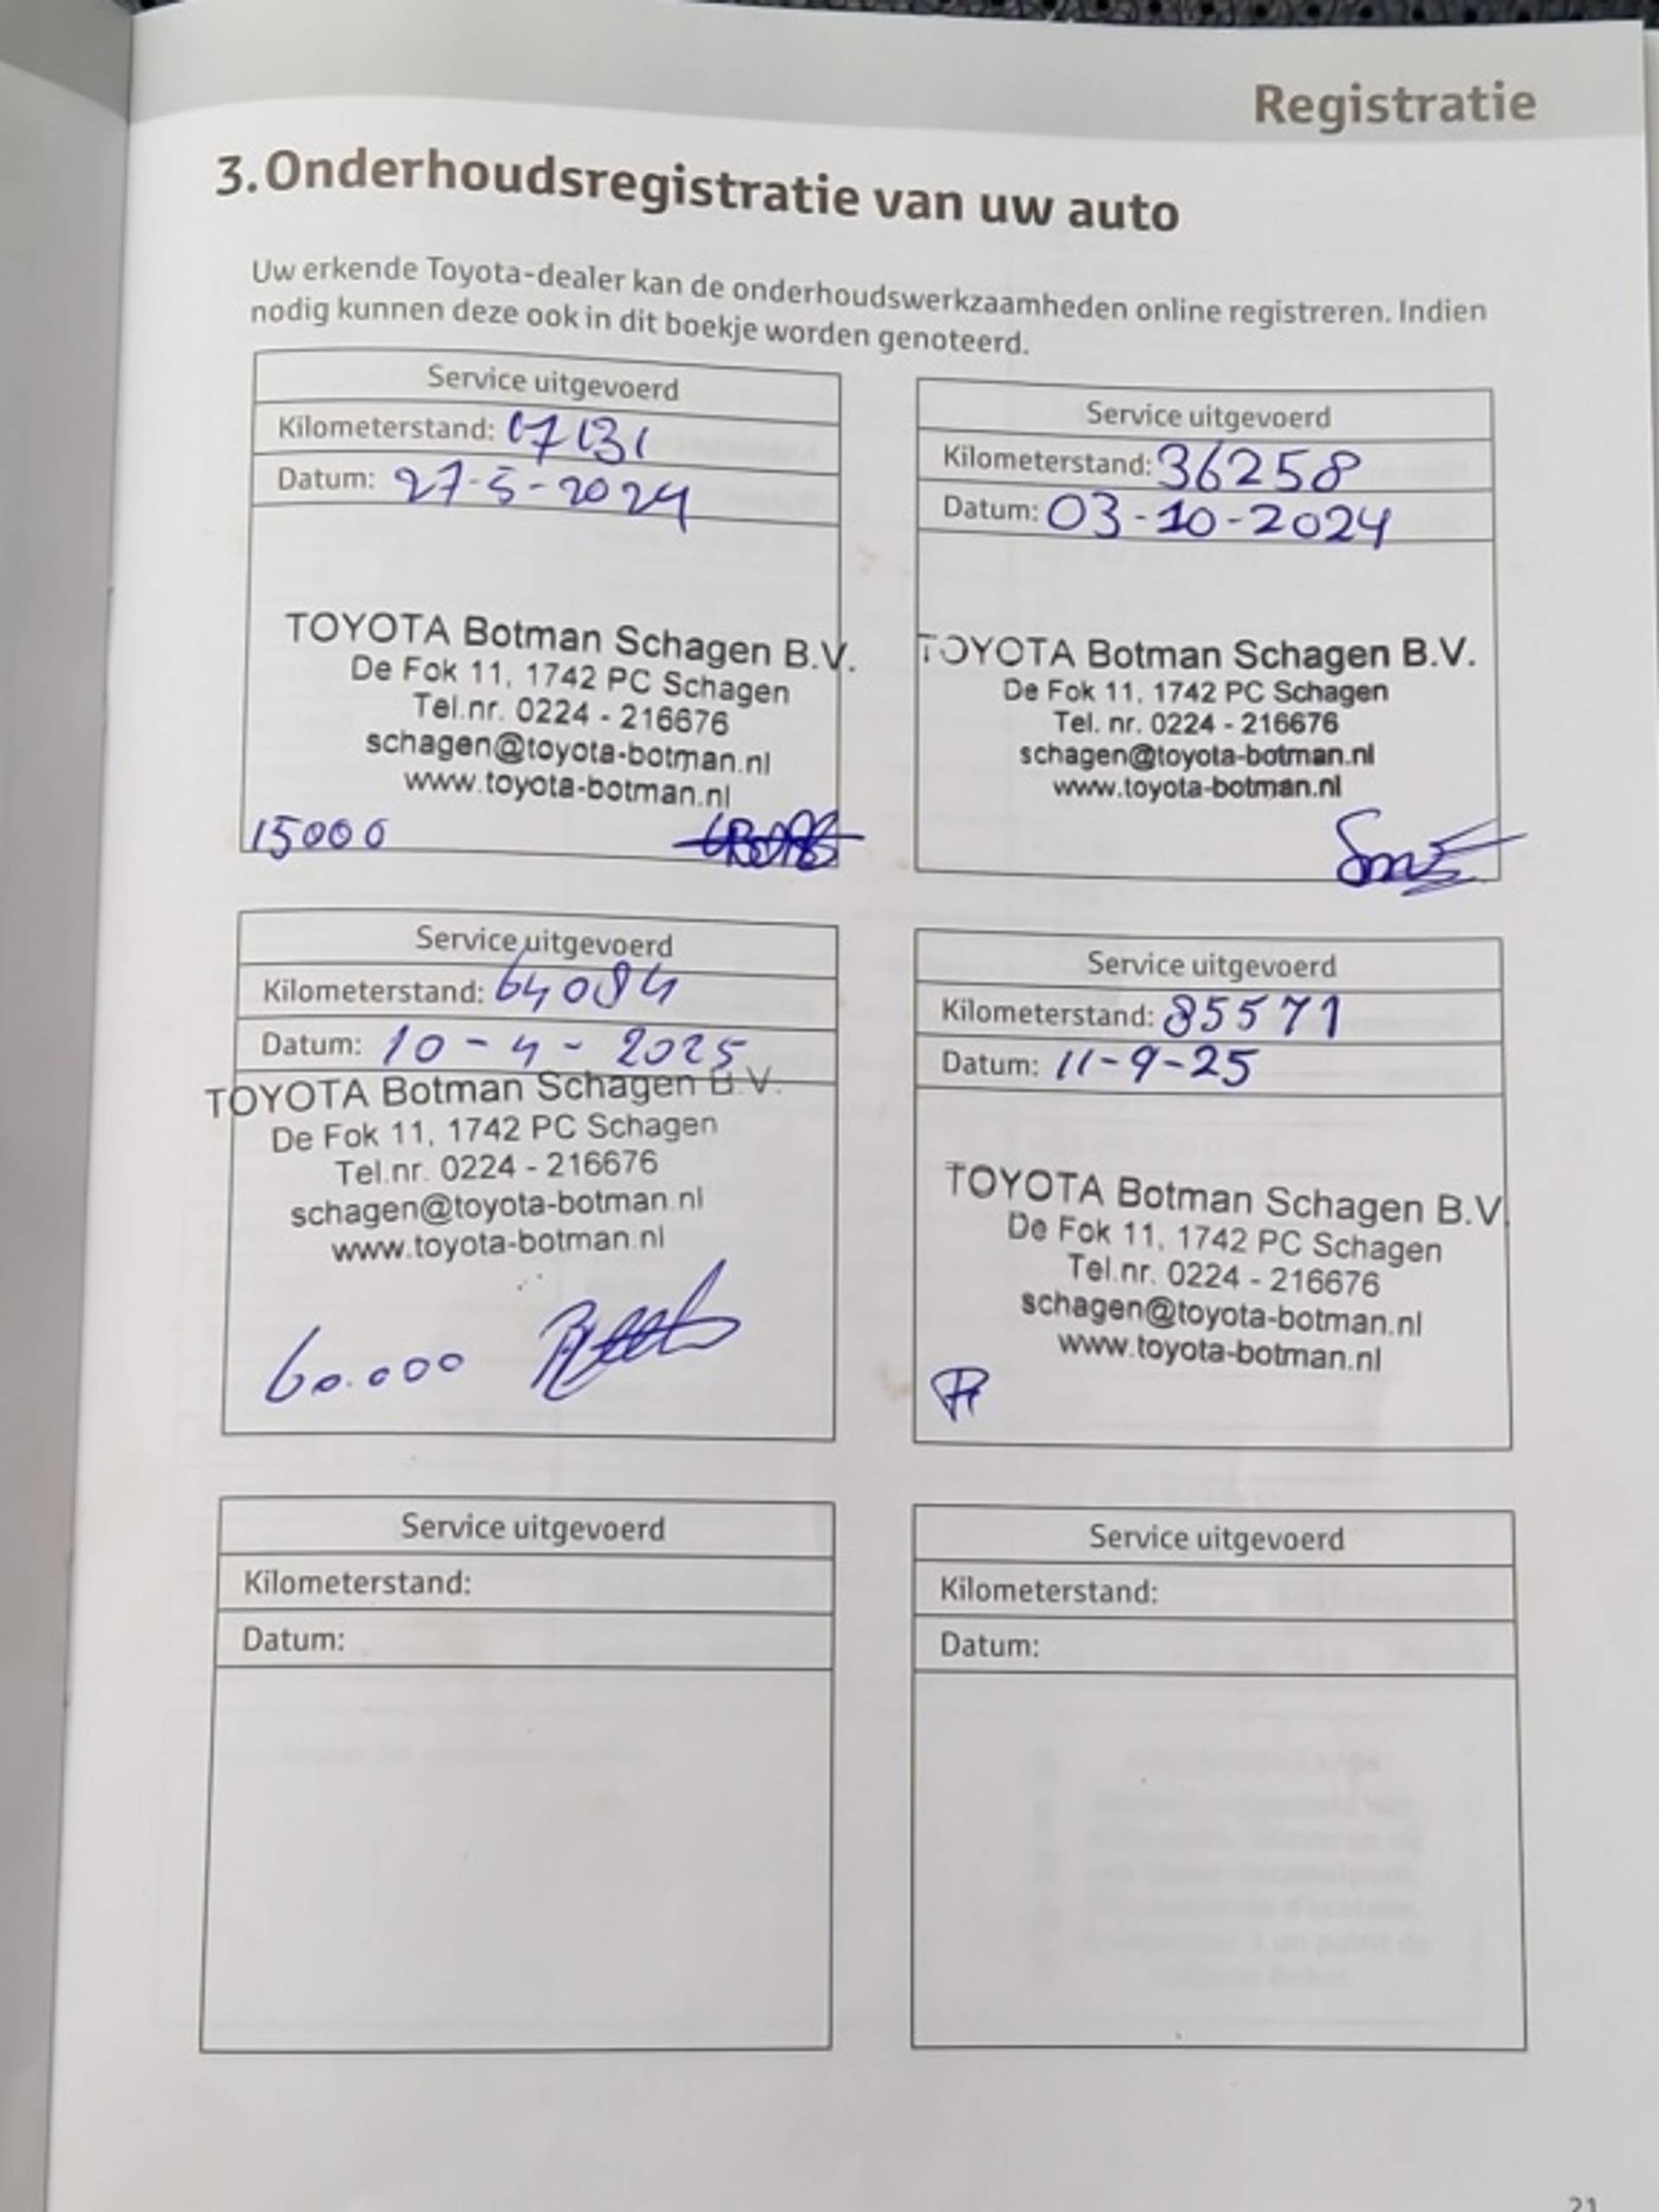 Registratie
3. Onderhoudsregistratie van uw auto
Uw erkende Toyota-dealer kan de onderhoudswerkzaamheden online registreren. Indien
nodig kunnen deze ook in dit boekje worden genoteerd.
Service uitgevoerd
Kilometerstand: 17131
Datum: 27-5-2024
TOYOTA Botman Schagen B.V.
De Fok 11, 1742 PC Schagen
Tel.nr. 0224 - 216676
schagen@toyota-botman.nl
www.toyota-botman.nl
15000
Service uitgevoerd
Kilometerstand: 36258
Datum: 03-10-2024
TOYOTA Botman Schagen B.V.
De Fok 11, 1742 PC Schagen
Tel. nr. 0224 - 216676
schagen@toyota-botman.nl
www.toyota-botman.nl
Service uitgevoerd
Kilometerstand: 64084
Datum: 10-4-2025
TOYOTA Botman Schagen B.V.
De Fok 11, 1742 PC Schagen
Tel.nr. 0224 - 216676
schagen@toyota-botman.nl
www.toyota-botman.nl
60.000
Service uitgevoerd
Kilometerstand: 85571
Datum: 11-9-25
TOYOTA Botman Schagen B.V
De Fok 11, 1742 PC Schagen
Tel.nr. 0224 - 216676
schagen@toyota-botman.nl
www.toyota-botman.nl
Service uitgevoerd
Kilometerstand:
Datum:
Service uitgevoerd
Kilometerstand:
Datum:
21